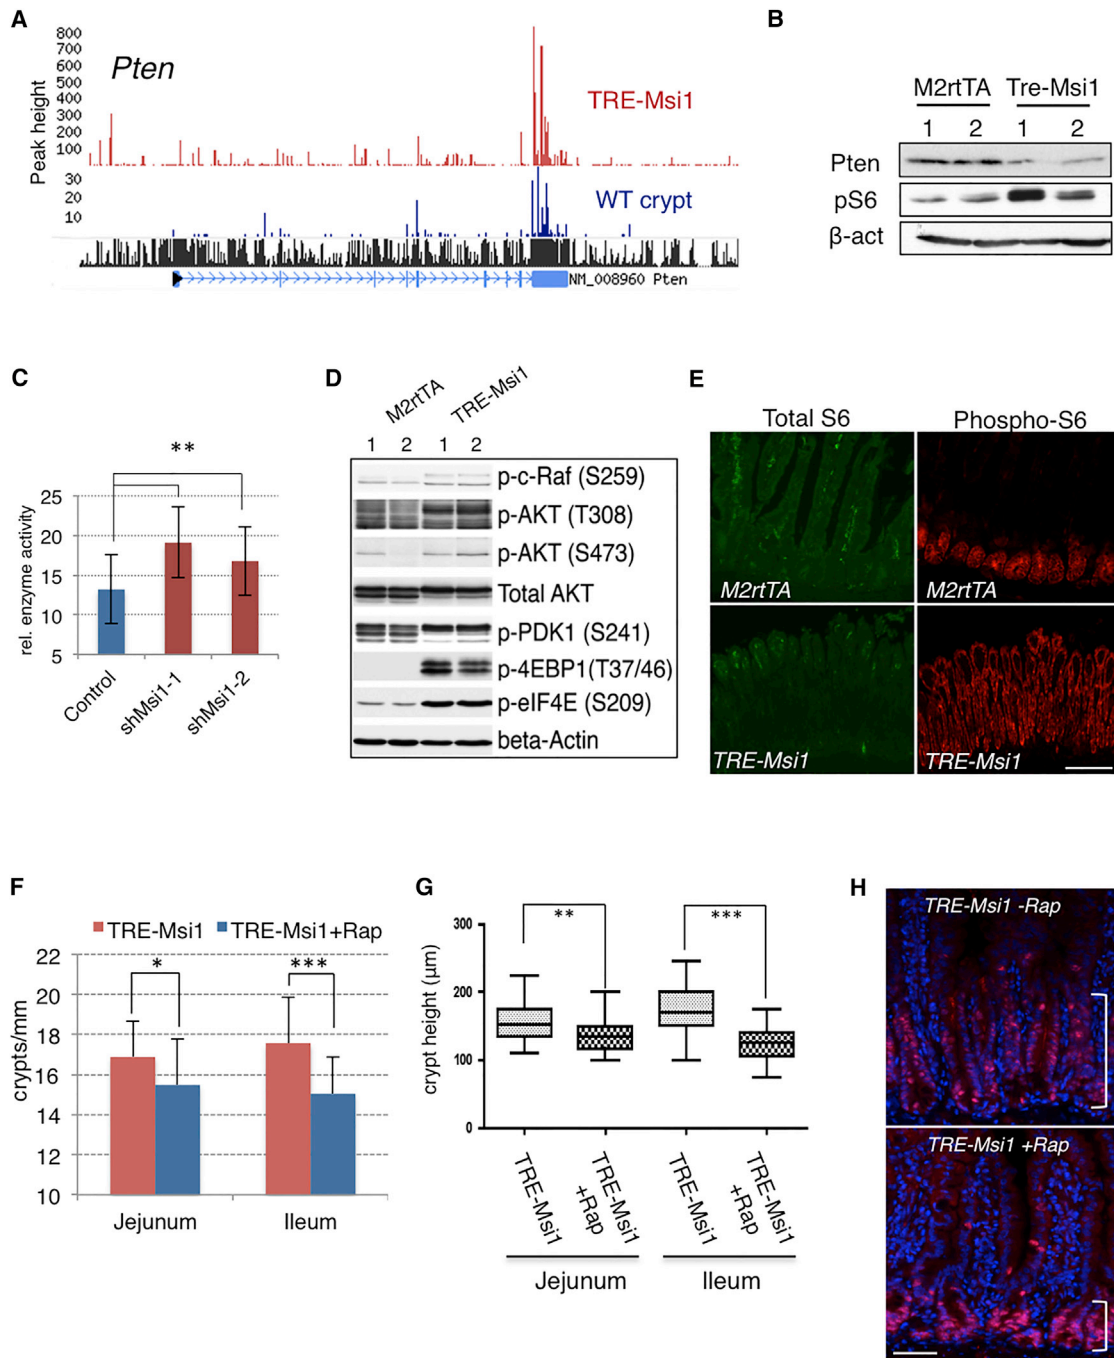 A
Pten
Peak height
800
700
600
500
400
300
200
100
TRE-Msi1
30
20
10
WT crypt
NM_008960 Pten
B
M2rtTA Tre-Msi1
1 2 1 2
Pten
pS6
β-act
C
**
rel. enzyme activity
25
20
15
10
5
Control
shMsi1-1
shMsi1-2
D
M2rtTA
TRE-Msi1
1 2 1 2
p-c-Raf (S259)
p-AKT (T308)
p-AKT (S473)
Total AKT
p-PDK1 (S241)
p-4EBP1(T37/46)
p-eIF4E (S209)
beta-Actin
E
Total S6 Phospho-S6
M2rtTA M2rtTA
TRE-Msi1 TRE-Msi1
F
TRE-Msi1 TRE-Msi1+Rap
crypts/mm
22
20
18
16
14
12
10
* ***
Jejunum Ileum
G
crypt height (μm)
300
200
100
0
** ***
TRE-Msi1
TRE-Msi1
+Rap
TRE-Msi1
TRE-Msi1
+Rap
Jejunum Ileum
H
TRE-Msi1 -Rap
TRE-Msi1 +Rap